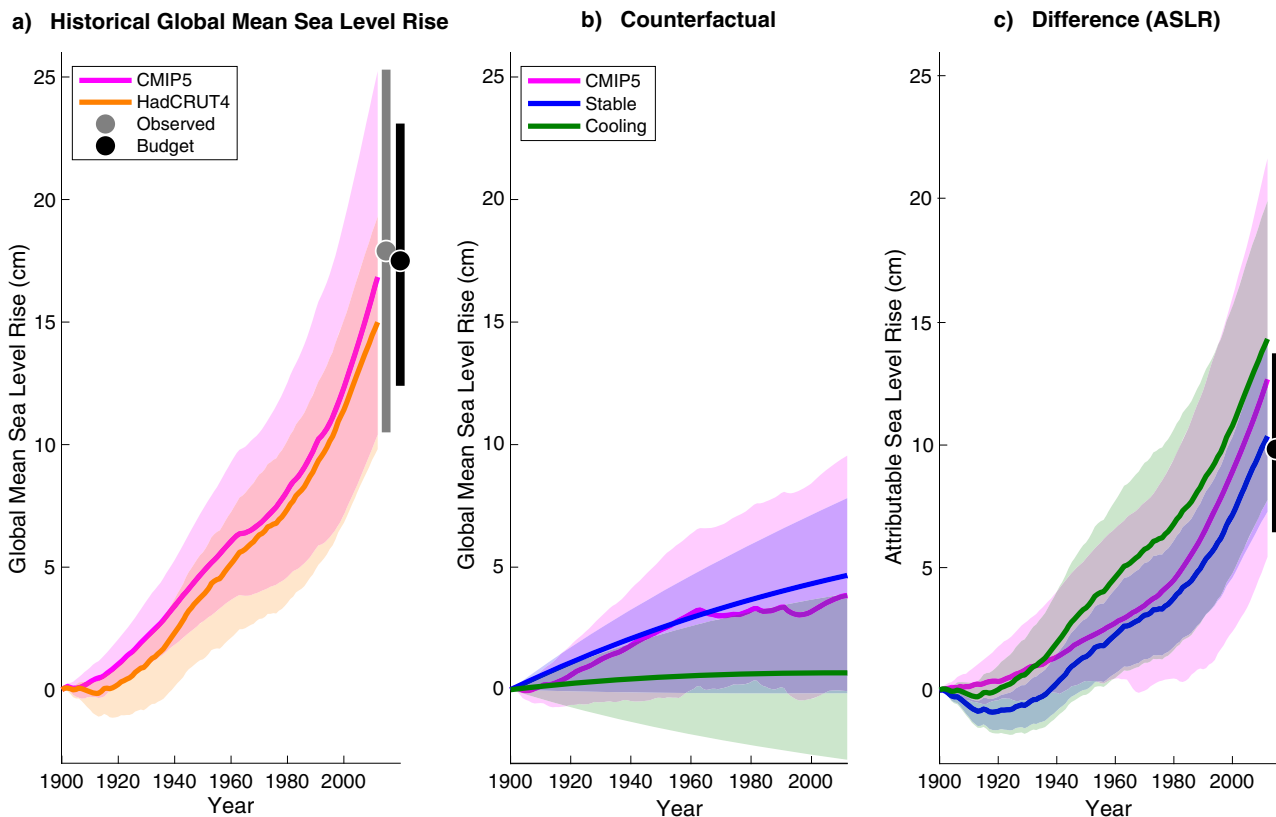 a) Historical Global Mean Sea Level Rise
CMIP5
HadCRUT4
Observed
Budget
25
20
15
10
5
0
Global Mean Sea Level Rise (cm)
1900 1920 1940 1960 1980 2000
Year
b) Counterfactual
CMIP5
Stable
Cooling
25
20
15
10
5
0
Global Mean Sea Level Rise (cm)
1900 1920 1940 1960 1980 2000
Year
c) Difference (ASLR)
25
20
15
10
5
0
Attributable Sea Level Rise (cm)
1900 1920 1940 1960 1980 2000
Year